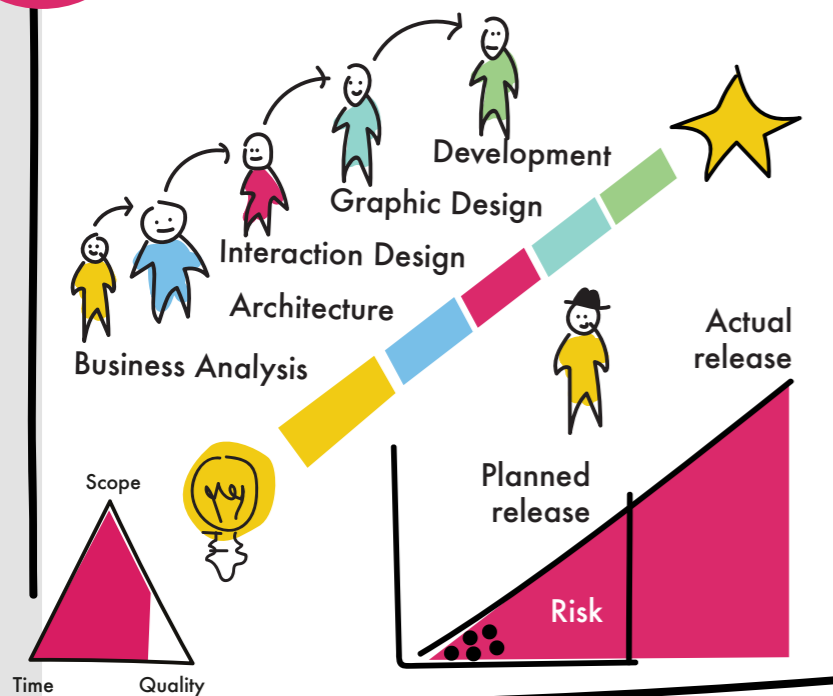 Development
Graphic Design
Interaction Design
Architecture
Business Analysis
Actual
release
Planned
release
Risk
Scope
Time
Quality